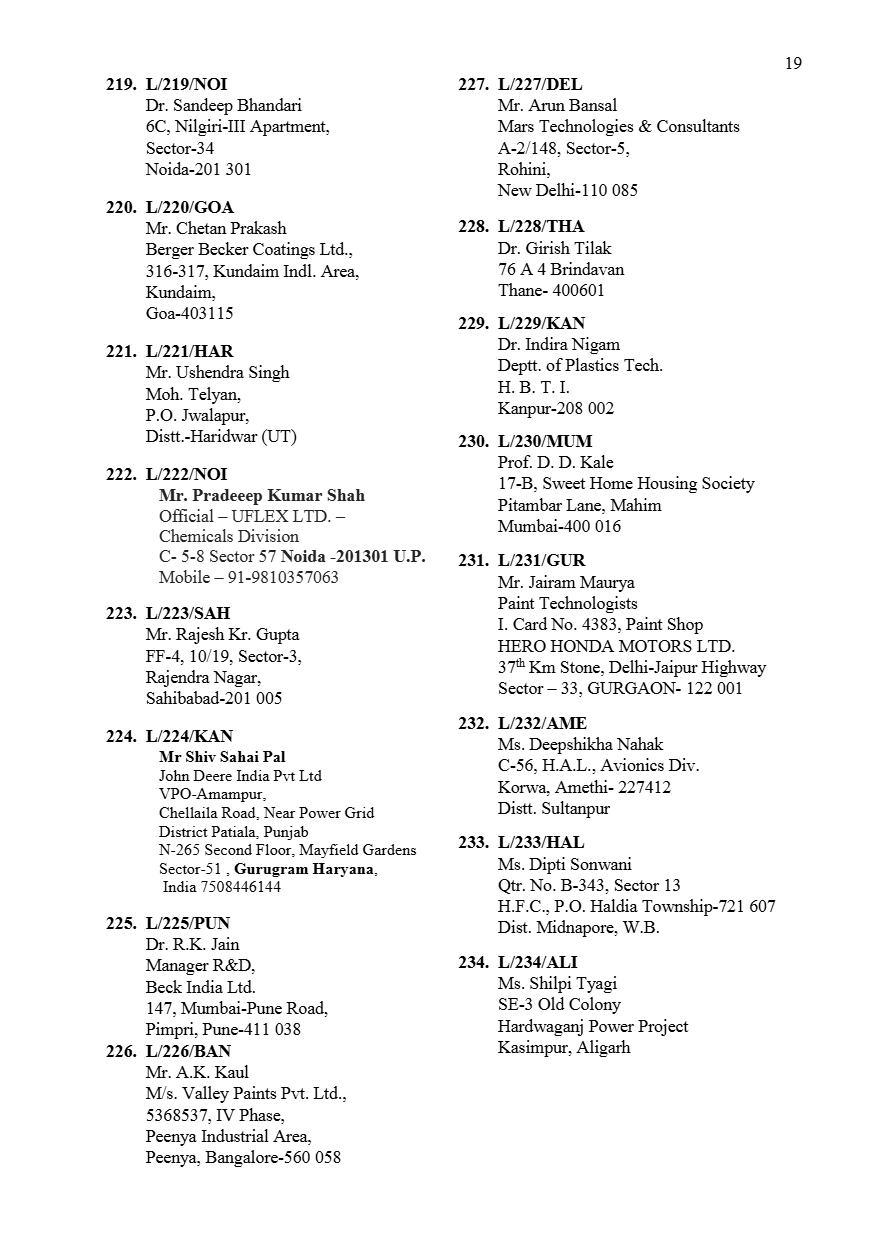 19
219. L/219/NOI
Dr. Sandeep Bhandari
6C, Nilgiri-III Apartment,
Sector-34
Noida-201 301
220. L/220/GOA
Mr. Chetan Prakash
Berger Becker Coatings Ltd.,
316-317, Kundaim Indl. Area,
Kundaim,
Goa-403115
221. L/221/HAR
Mr. Ushendra Singh
Moh. Telyan,
P.O. Jwalapur,
Distt.-Haridwar (UT)
222. L/222/NOI
Mr. Pradeeep Kumar Shah
Official – UFLEX LTD. –
Chemicals Division
C- 5-8 Sector 57 Noida -201301 U.P.
Mobile – 91-9810357063
223. L/223/SAH
Mr. Rajesh Kr. Gupta
FF-4, 10/19, Sector-3,
Rajendra Nagar,
Sahibabad-201 005
224. L/224/KAN
Mr Shiv Sahai Pal
John Deere India Pvt Ltd
VPO-Amampur,
Chellaila Road, Near Power Grid
District Patiala, Punjab
N-265 Second Floor, Mayfield Gardens
Sector-51 , Gurugram Haryana,
India 7508446144
225. L/225/PUN
Dr. R.K. Jain
Manager R&D,
Beck India Ltd.
147, Mumbai-Pune Road,
Pimpri, Pune-411 038
226. L/226/BAN
Mr. A.K. Kaul
M/s. Valley Paints Pvt. Ltd.,
5368537, IV Phase,
Peenya Industrial Area,
Peenya, Bangalore-560 058
227. L/227/DEL
Mr. Arun Bansal
Mars Technologies & Consultants
A-2/148, Sector-5,
Rohini,
New Delhi-110 085
228. L/228/THA
Dr. Girish Tilak
76 A 4 Brindavan
Thane- 400601
229. L/229/KAN
Dr. Indira Nigam
Deptt. of Plastics Tech.
H. B. T. I.
Kanpur-208 002
230. L/230/MUM
Prof. D. D. Kale
17-B, Sweet Home Housing Society
Pitambar Lane, Mahim
Mumbai-400 016
231. L/231/GUR
Mr. Jairam Maurya
Paint Technologists
I. Card No. 4383, Paint Shop
HERO HONDA MOTORS LTD.
37th Km Stone, Delhi-Jaipur Highway
Sector – 33, GURGAON- 122 001
232. L/232/AME
Ms. Deepshikha Nahak
C-56, H.A.L., Avionics Div.
Korwa, Amethi- 227412
Distt. Sultanpur
233. L/233/HAL
Ms. Dipti Sonwani
Qtr. No. B-343, Sector 13
H.F.C., P.O. Haldia Township-721 607
Dist. Midnapore, W.B.
234. L/234/ALI
Ms. Shilpi Tyagi
SE-3 Old Colony
Hardwaganj Power Project
Kasimpur, Aligarh